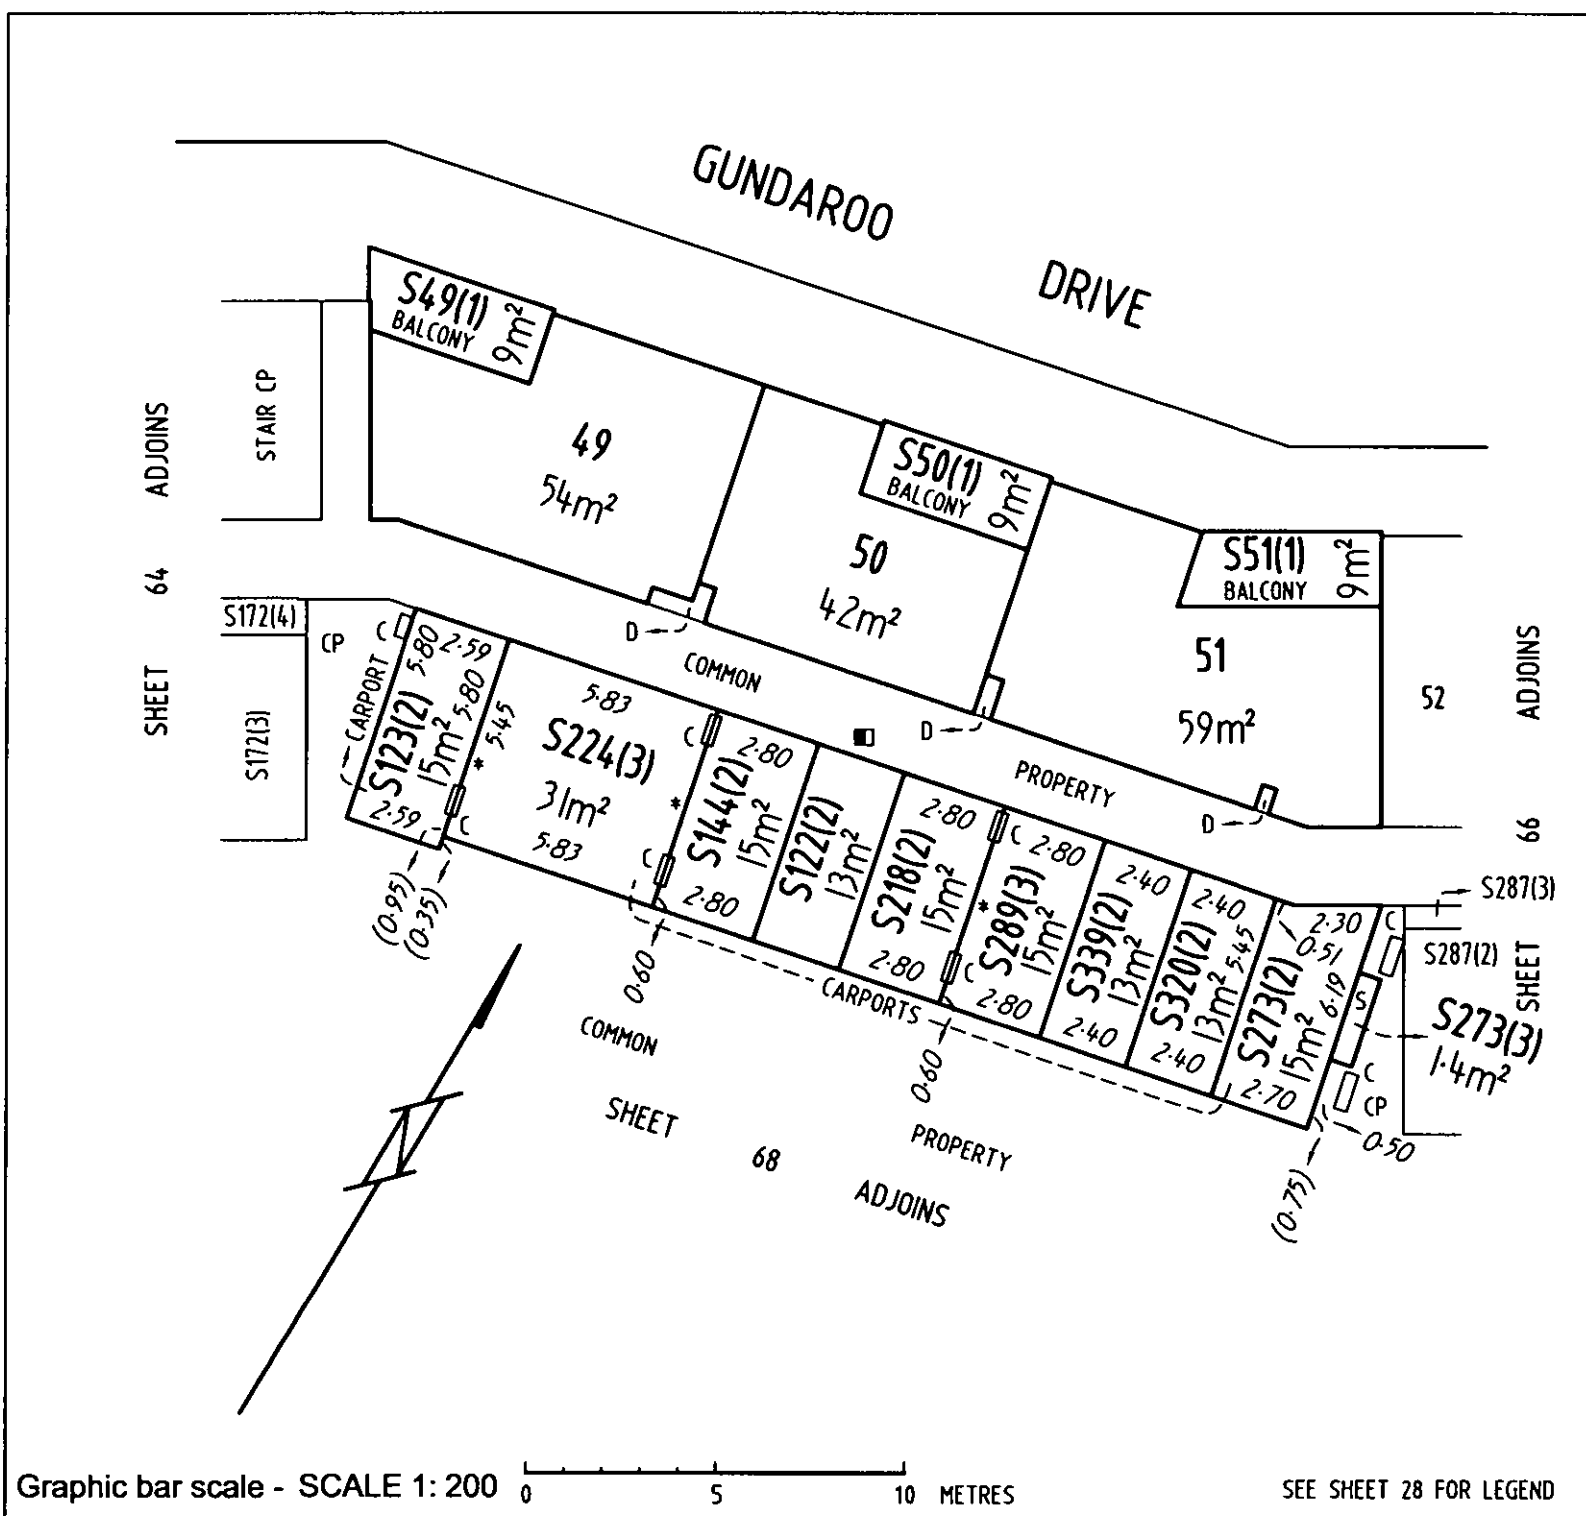 GUNDAROO
DRIVE
S49(1)
BALCONY
9m²
49
54m²
S50(1)
BALCONY
9m²
50
42m²
S51(1)
BALCONY
9m²
51
59m²
52
STAIR CP
ADJOINS
64
SHEET
S172(4)
S172(3)
CP
C
CARPORT
D
COMMON
D
PROPERTY
D
S123(2)
15m²
5.80
2.59
5.80
2.59
*
5.45
C
S224(3)
31m²
5.83
5.83
*
C
C
S144(2)
15m²
2.80
2.80
S122(2)
13m²
S218(2)
15m²
2.80
2.80
C
C
*
S289(3)
15m²
2.80
2.80
S339(2)
13m²
2.40
2.40
S320(2)
13m²
2.40
5.45
2.40
S273(2)
15m²
2.30
0.51
6.19
2.70
C
S
C
CP
S273(3)
1.4m²
S287(3)
S287(2)
ADJOINS
66
SHEET
(0.95)
(0.35)
0.60
CARPORTS
0.60
0.50
(0.75)
COMMON
PROPERTY
SHEET
68
ADJOINS
Graphic bar scale - SCALE 1: 200
0 5 10 METRES
SEE SHEET 28 FOR LEGEND